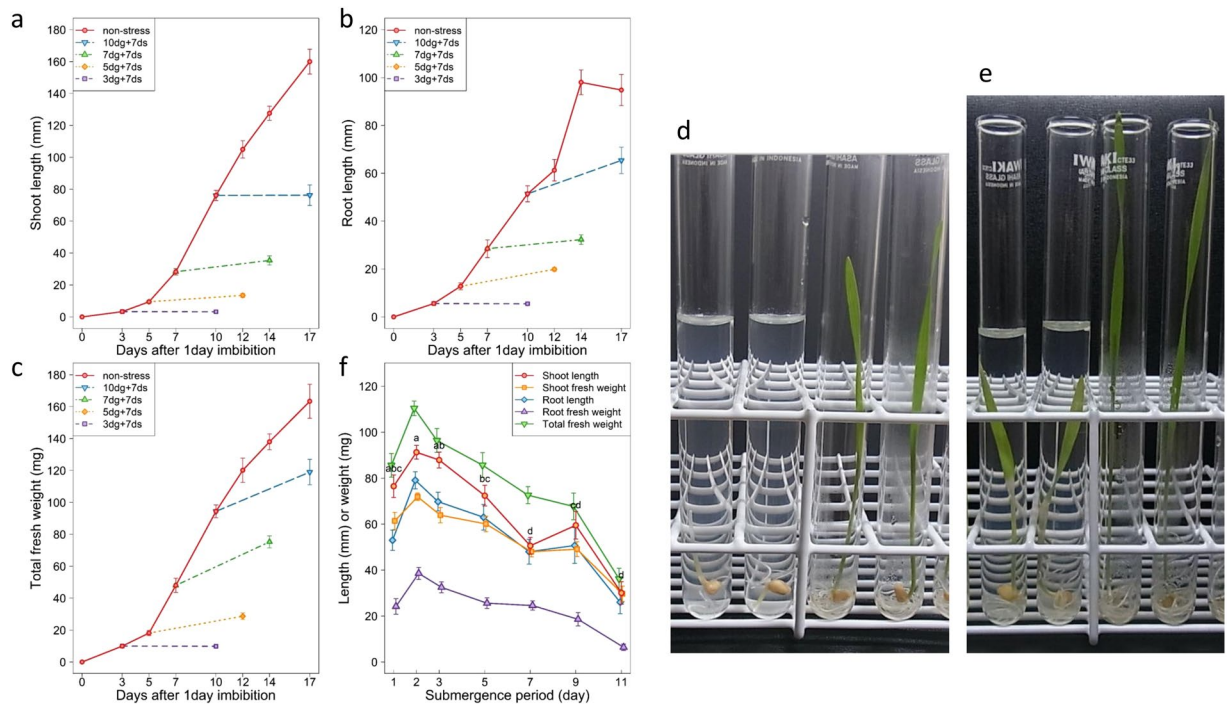 a
180
160
140
120
100
80
60
40
20
0
Shoot length (mm)
non-stress
10dg+7ds
7dg+7ds
5dg+7ds
3dg+7ds
0 3 5 7 10 12 14 17
Days after 1day imbibition
b
120
100
80
60
40
20
0
Root length (mm)
non-stress
10dg+7ds
7dg+7ds
5dg+7ds
3dg+7ds
0 3 5 7 10 12 14 17
Days after 1day imbibition
c
180
160
140
120
100
80
60
40
20
0
Total fresh weight (mg)
non-stress
10dg+7ds
7dg+7ds
5dg+7ds
3dg+7ds
0 3 5 7 10 12 14 17
Days after 1day imbibition
f
120
100
80
60
40
20
0
Length (mm) or weight (mg)
Shoot length
Shoot fresh weight
Root length
Root fresh weight
Total fresh weight
abc
a
ab
bc
d
cd
d
1 2 3 5 7 9 11
Submergence period (day)
d
MADE IN INDONESIA
e
IWAKI